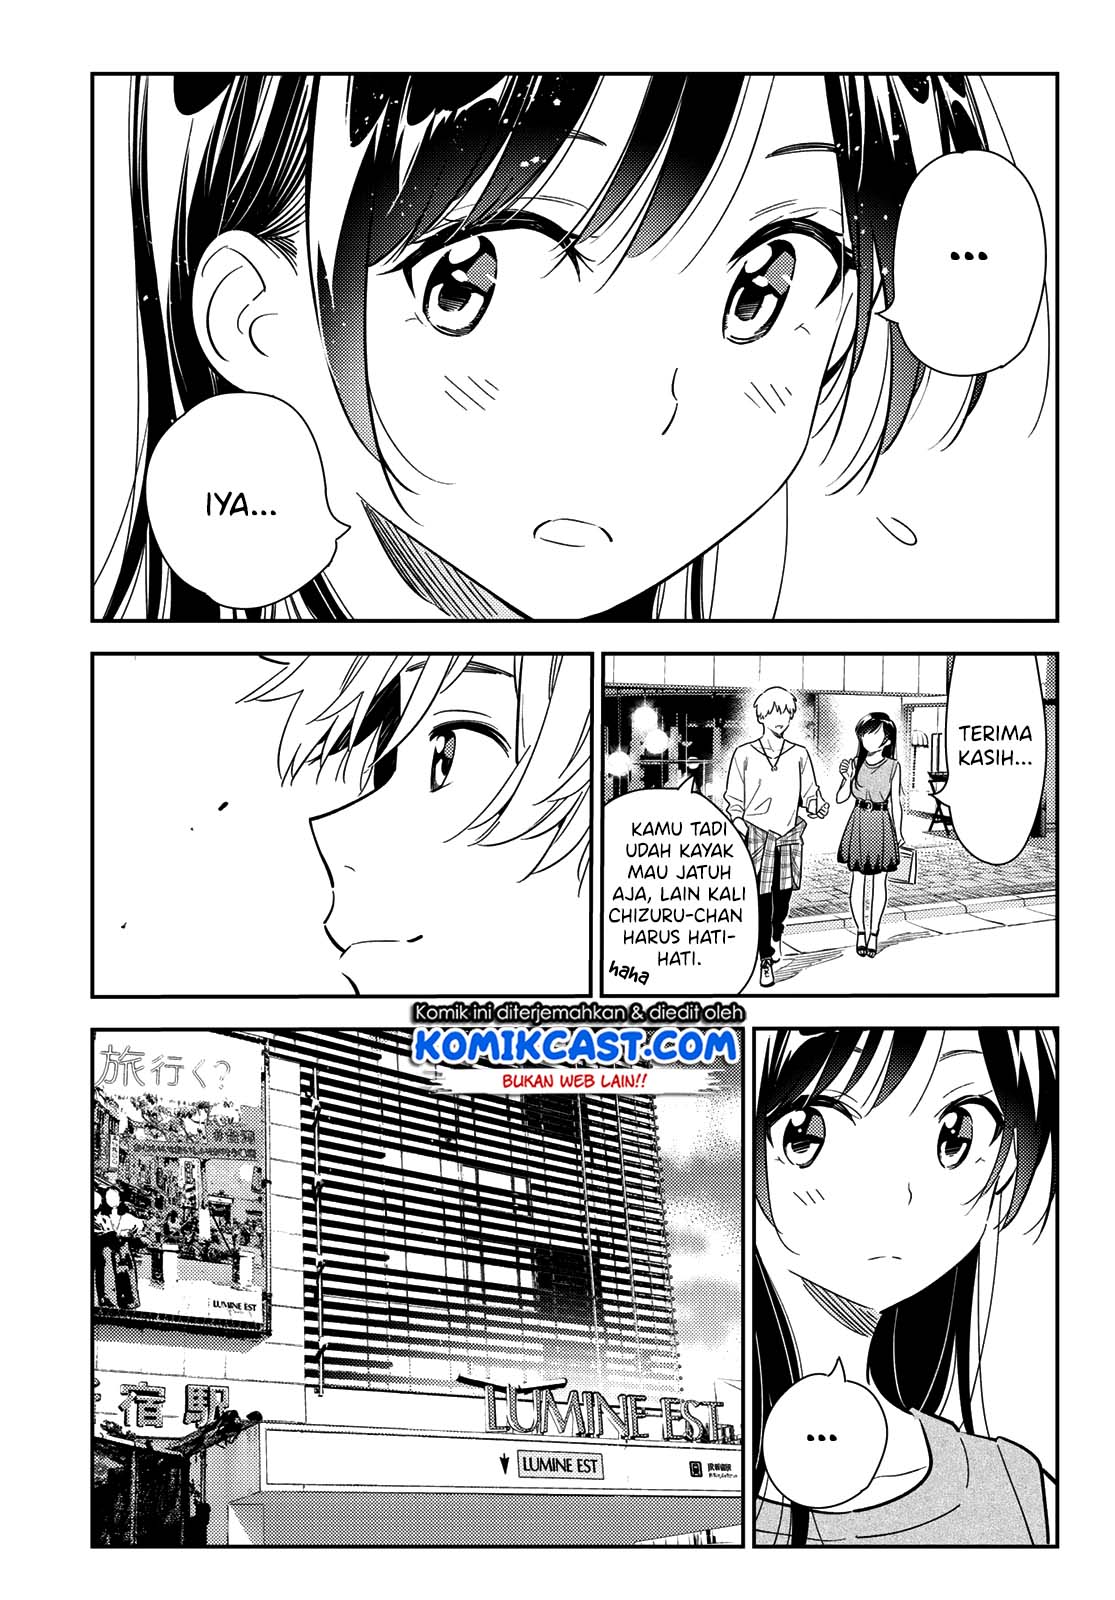 ...
IYA...
TERIMA
KASIH...
KAMU TADI
UDAH KAYAK
MAU JATUH
AJA, LAIN KALI
CHIZURU-CHAN
HARUS HATI-
HATI.
haha
Komik ini diterjemahkan & diedit oleh
KOMIKCAST.COM
BUKAN WEB LAIN!!
...
旅行く?
LUMINE EST
宿駅
LUMINE EST
LUMINE EST